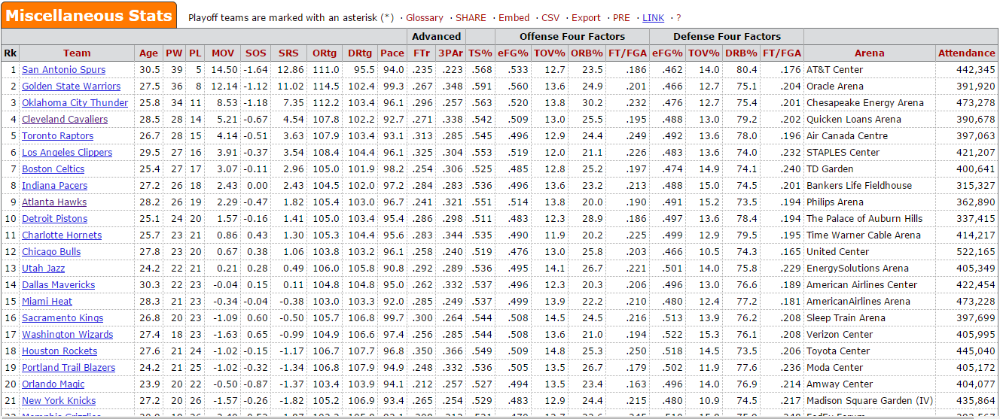 Miscellaneous Stats Playoff teams are marked with an asterisk (*) · Glossary · SHARE · Embed · CSV · Export · PRE · LINK · ?
Advanced Offense Four Factors Defense Four Factors
Rk Team Age PW PL MOV SOS SRS ORtg DRtg Pace FTr 3PAr TS% eFG% TOV% ORB% FT/FGA eFG% TOV% DRB% FT/FGA Arena Attendance
1 San Antonio Spurs 30.5 39 5 14.50 -1.64 12.86 111.0 95.5 94.0 .235 .223 .568 .533 12.7 23.5 .186 .462 14.0 80.4 .176 AT&T Center 442,345
2 Golden State Warriors 27.5 36 8 12.14 -1.12 11.02 114.5 102.4 99.3 .267 .348 .591 .560 13.6 24.9 .201 .466 12.7 75.1 .204 Oracle Arena 391,920
3 Oklahoma City Thunder 25.8 34 11 8.53 -1.18 7.35 112.2 103.4 96.1 .296 .257 .563 .520 13.8 30.2 .232 .476 12.7 75.4 .201 Chesapeake Energy Arena 473,278
4 Cleveland Cavaliers 28.5 28 14 5.21 -0.67 4.54 107.8 102.2 92.7 .271 .338 .542 .509 13.0 25.5 .195 .488 13.0 79.2 .202 Quicken Loans Arena 390,678
5 Toronto Raptors 26.7 28 15 4.14 -0.51 3.63 107.9 103.4 93.1 .313 .285 .545 .496 12.9 24.4 .249 .492 13.6 78.0 .196 Air Canada Centre 397,063
6 Los Angeles Clippers 29.5 27 16 3.91 -0.37 3.54 108.4 104.4 96.1 .325 .304 .553 .519 12.0 21.1 .226 .483 13.6 74.0 .232 STAPLES Center 421,207
7 Boston Celtics 25.4 27 17 3.07 -0.11 2.96 105.0 101.9 98.2 .254 .306 .525 .485 12.8 25.2 .197 .474 14.9 74.1 .240 TD Garden 400,641
8 Indiana Pacers 27.2 26 18 2.43 0.00 2.43 104.5 102.0 97.2 .284 .283 .536 .496 13.6 23.2 .213 .488 15.0 74.5 .201 Bankers Life Fieldhouse 315,327
9 Atlanta Hawks 28.2 26 19 2.29 -0.47 1.82 105.4 103.0 96.7 .241 .321 .551 .514 13.8 20.0 .190 .491 15.2 73.5 .194 Philips Arena 362,890
10 Detroit Pistons 25.1 24 20 1.57 -0.16 1.41 105.0 103.4 95.4 .286 .298 .511 .483 12.3 28.9 .186 .497 13.6 78.4 .194 The Palace of Auburn Hills 337,415
11 Charlotte Hornets 25.7 23 21 0.86 0.43 1.30 105.3 104.4 95.6 .283 .344 .535 .490 11.9 20.2 .225 .499 12.9 79.5 .195 Time Warner Cable Arena 414,217
12 Chicago Bulls 27.8 23 20 0.67 0.38 1.06 103.8 103.2 96.1 .258 .240 .519 .476 13.0 25.8 .203 .466 10.5 74.3 .165 United Center 522,165
13 Utah Jazz 24.2 22 21 0.21 0.28 0.49 106.0 105.8 90.8 .292 .289 .536 .495 14.1 26.7 .221 .501 14.0 75.8 .229 EnergySolutions Arena 405,349
14 Dallas Mavericks 30.3 22 23 -0.04 0.15 0.11 104.8 104.8 95.0 .262 .332 .537 .496 12.3 20.3 .206 .496 13.0 76.6 .189 American Airlines Center 422,454
15 Miami Heat 28.3 21 23 -0.34 -0.04 -0.38 103.0 103.3 92.0 .285 .249 .537 .499 13.9 22.2 .210 .480 12.4 77.2 .181 AmericanAirlines Arena 473,228
16 Sacramento Kings 26.8 20 23 -1.09 0.60 -0.50 105.7 106.8 99.7 .300 .264 .544 .508 14.5 24.5 .216 .513 13.9 76.2 .208 Sleep Train Arena 397,699
17 Washington Wizards 27.4 18 23 -1.63 0.65 -0.99 104.9 106.6 97.4 .256 .285 .544 .508 13.6 21.0 .194 .522 15.3 76.1 .208 Verizon Center 405,995
18 Houston Rockets 27.6 21 24 -1.02 -0.15 -1.17 106.7 107.7 96.8 .350 .366 .549 .509 14.8 25.3 .250 .518 14.5 73.5 .206 Toyota Center 445,040
19 Portland Trail Blazers 24.2 21 25 -1.02 -0.32 -1.34 106.8 107.9 94.9 .248 .332 .536 .505 13.5 26.7 .179 .502 11.9 77.6 .236 Moda Center 405,172
20 Orlando Magic 23.9 20 22 -0.50 -0.87 -1.37 103.4 103.9 94.1 .212 .257 .527 .494 13.5 23.4 .163 .496 14.0 76.9 .214 Amway Center 404,077
21 New York Knicks 27.2 20 26 -1.57 -0.26 -1.82 105.2 106.9 93.4 .265 .254 .529 .483 12.9 24.4 .215 .480 10.9 74.5 .217 Madison Square Garden (IV) 435,864